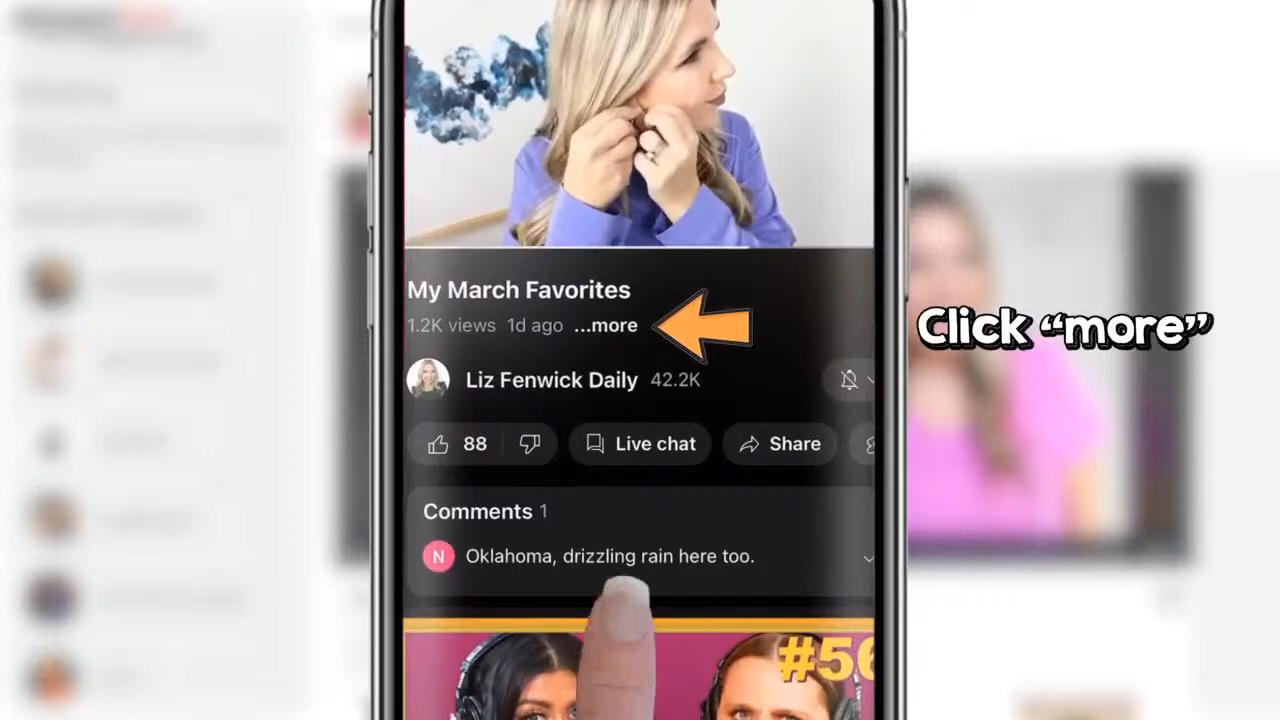 My March Favorites
1.2K views 1d ago ...more
Click “more”
Liz Fenwick Daily 42.2K
88 Live chat Share
Comments 1
N Oklahoma, drizzling rain here too.
#56